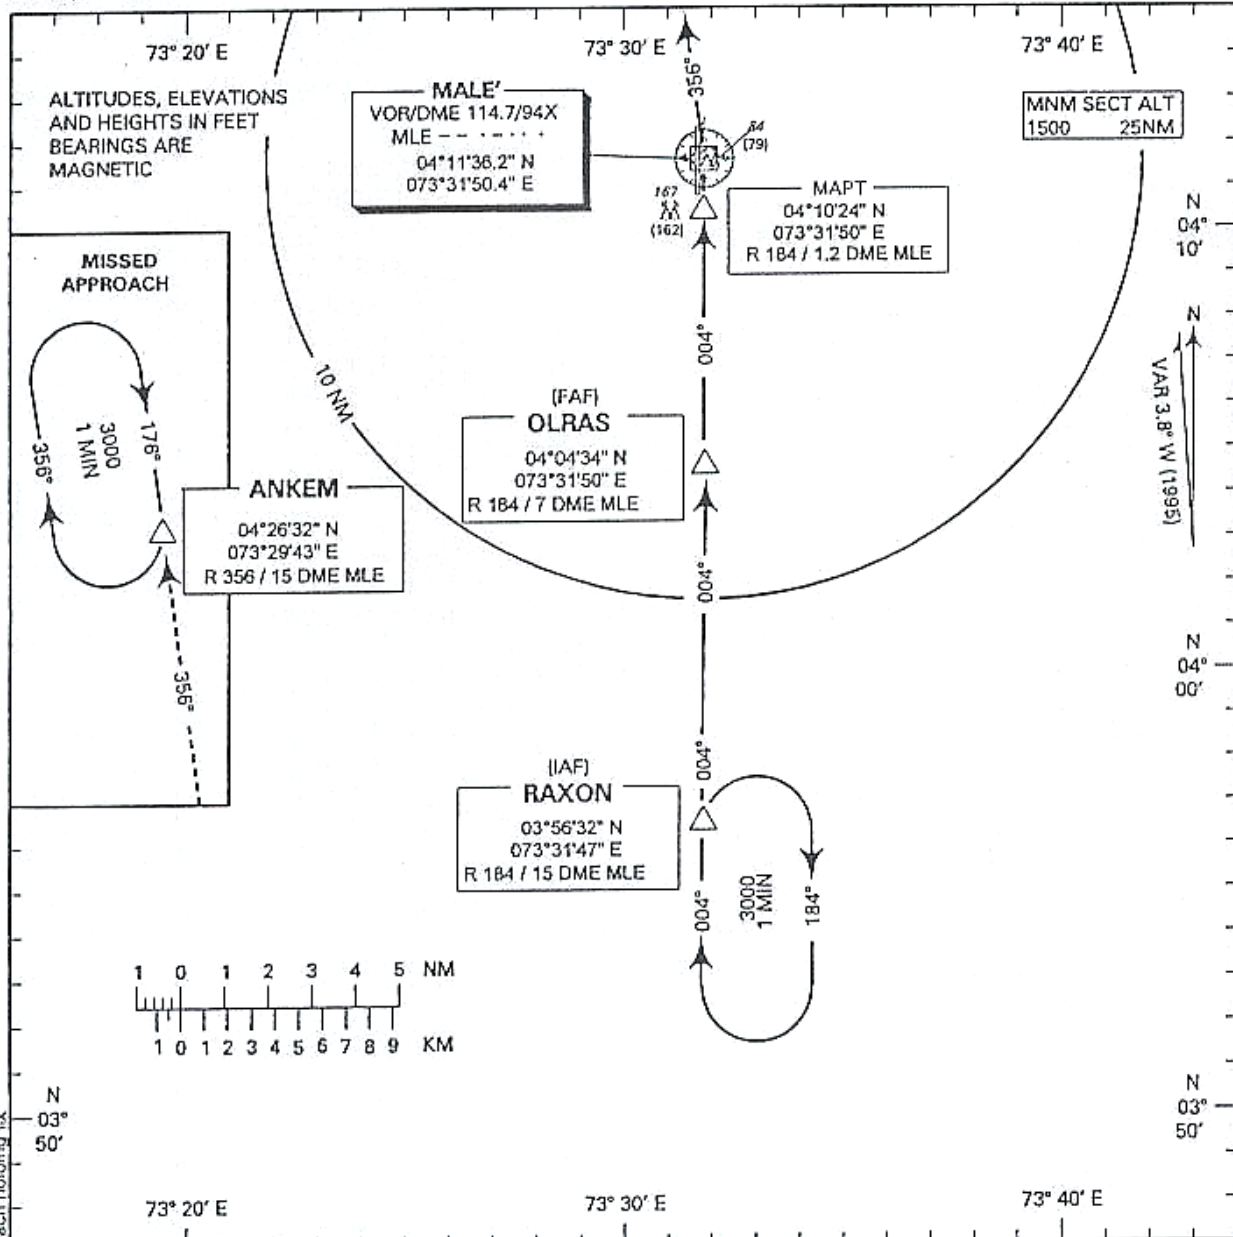 73° 20' E
73° 30' E
73° 40' E
ALTITUDES, ELEVATIONS
AND HEIGHTS IN FEET
BEARINGS ARE
MAGNETIC
MALE'
VOR/DME 114.7/94X
MLE -- ·-·· ·
04°11'36.2" N
073°31'50.4" E
356°
84
(79)
MNM SECT ALT
1500 25NM
167
(162)
MAPT
04°10'24" N
073°31'50" E
R 184 / 1.2 DME MLE
N
04°
10'
MISSED
APPROACH
3000
1 MIN
176°
356°
ANKEM
04°26'32" N
073°29'43" E
R 356 / 15 DME MLE
356°
10 NM
004°
(FAF)
OLRAS
04°04'34" N
073°31'50" E
R 184 / 7 DME MLE
004°
N
VAR 3.8° W (1995)
N
04°
00'
004°
(IAF)
RAXON
03°56'32" N
073°31'47" E
R 184 / 15 DME MLE
004°
3000
1 MIN
184°
1 0 1 2 3 4 5 NM
1 0 1 2 3 4 5 6 7 8 9 KM
N
03°
50'
N
03°
50'
holding fix
73° 20' E
73° 30' E
73° 40' E